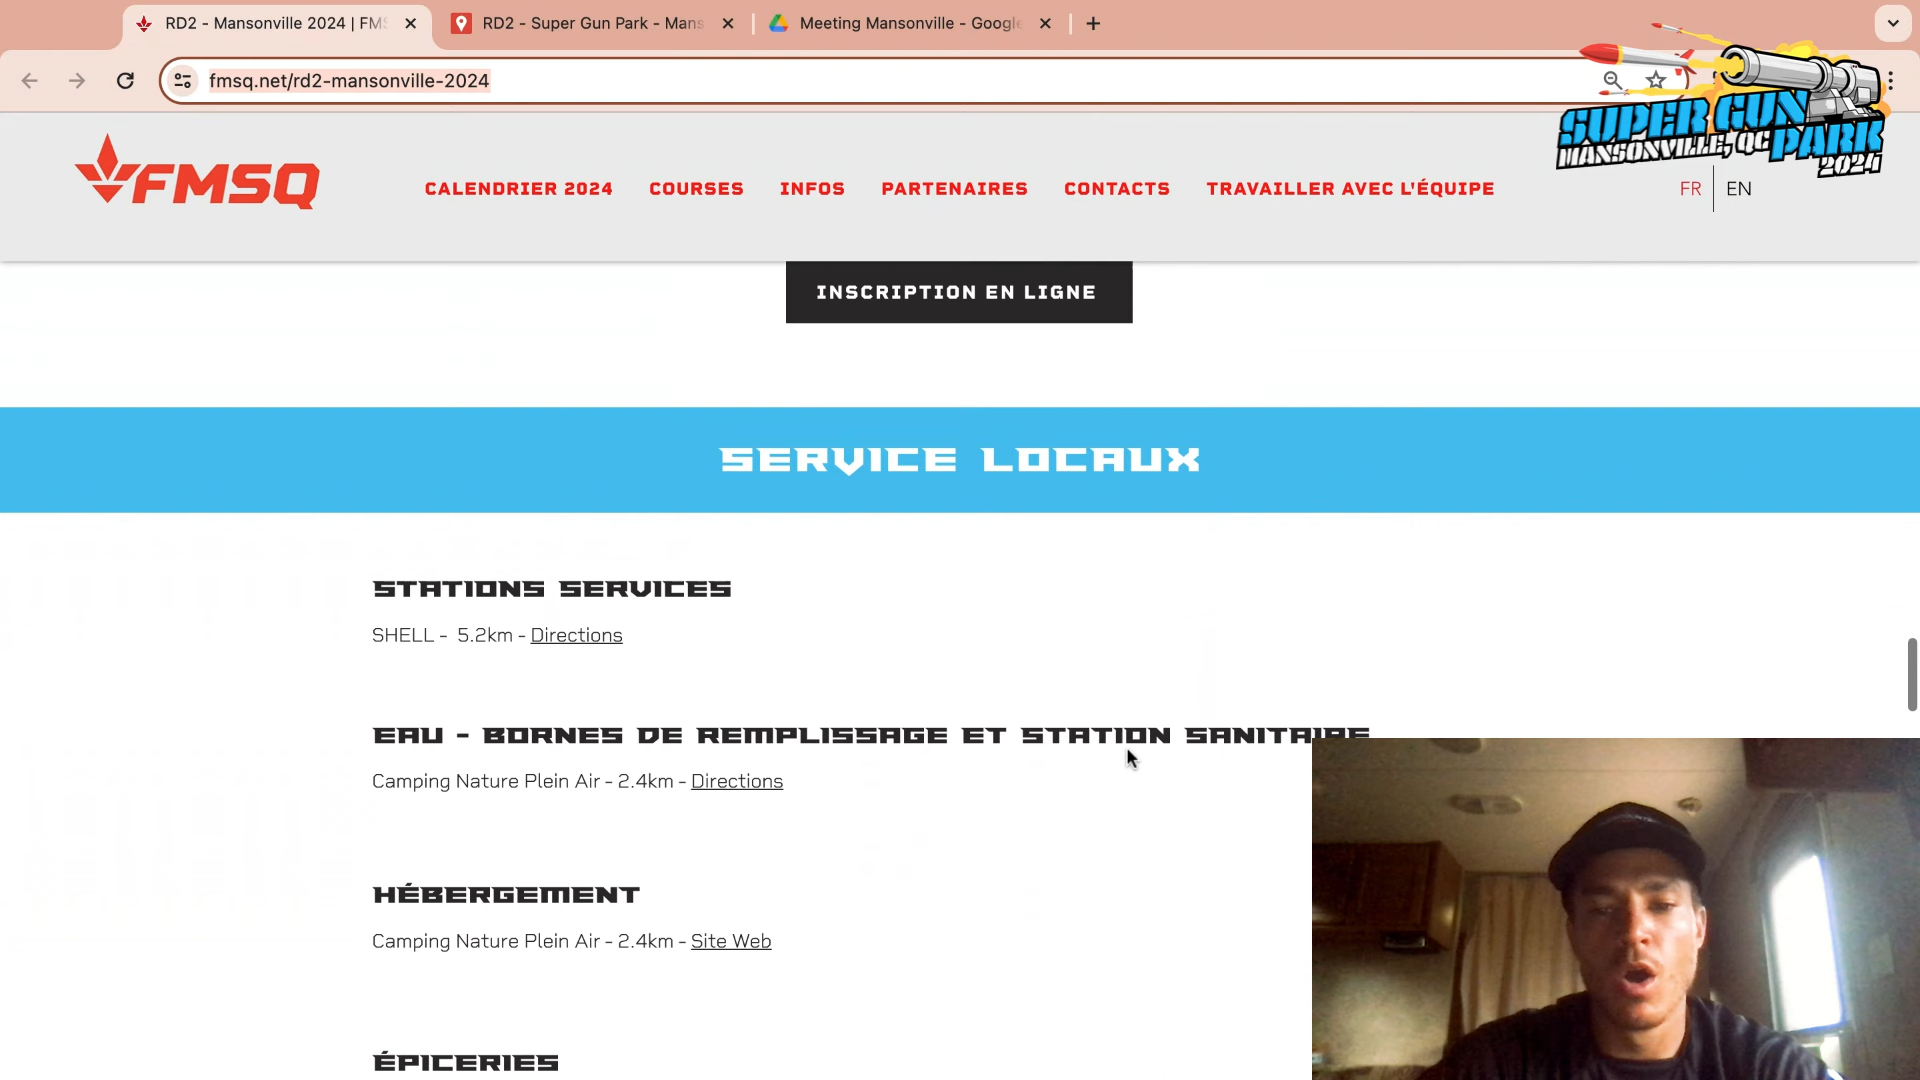 RD2 - Mansonville 2024 | FMS
RD2 - Super Gun Park - Mans
Meeting Mansonville - Google
fmsq.net/rd2-mansonville-2024
SUPER GUN
PARK
MANSONVILLE, QC
2024
FMSQ
CALENDRIER 2024
COURSES
INFOS
PARTENAIRES
CONTACTS
TRAVAILLER AVEC L'ÉQUIPE
FR
EN
INSCRIPTION EN LIGNE
SERVICE LOCAUX
STATIONS SERVICES
SHELL - 5.2km - Directions
EAU - BORNES DE REMPLISSAGE ET STATION SANITAIRE
Camping Nature Plein Air - 2.4km - Directions
HÉBERGEMENT
Camping Nature Plein Air - 2.4km - Site Web
ÉPICERIES